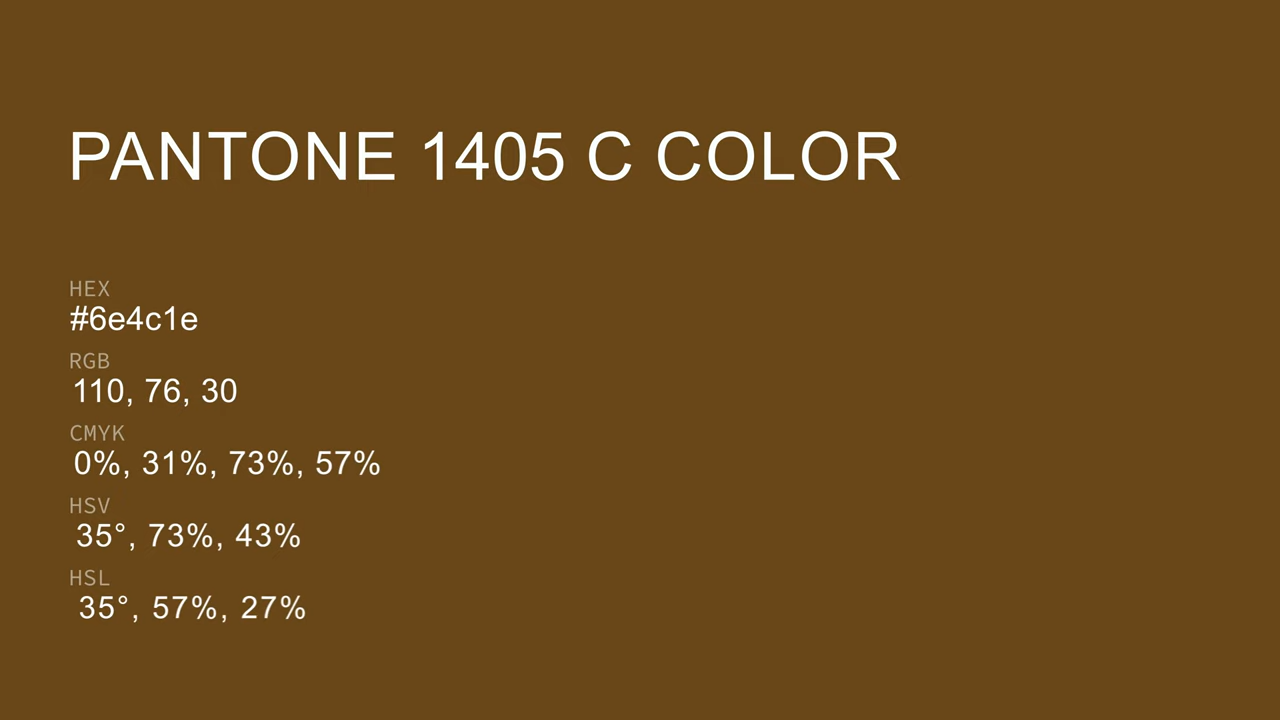 PANTONE 1405 C COLOR
HEX
#6e4c1e
RGB
110, 76, 30
CMYK
0%, 31%, 73%, 57%
HSV
35°, 73%, 43%
HSL
35°, 57%, 27%